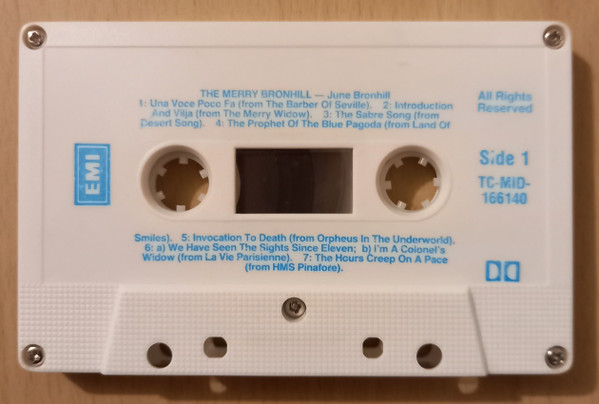 THE MERRY BRONHILL — June Bronhill
1: Una Voce Poco Fa (from The Barber Of Seville). 2: Introduction
And Vilja (from The Merry Widow). 3: The Sabre Song (from
Desert Song). 4: The Prophet Of The Blue Pagoda (from Land Of
All Rights
Reserved
EMI
Side 1
TC-MID-
166140
Smiles). 5: Invocation To Death (from Orpheus In The Underworld).
6: a) We Have Seen The Sights Since Eleven; b) I'm A Colonel's
Widow (from La Vie Parisienne). 7: The Hours Creep On A Pace
(from HMS Pinafore).